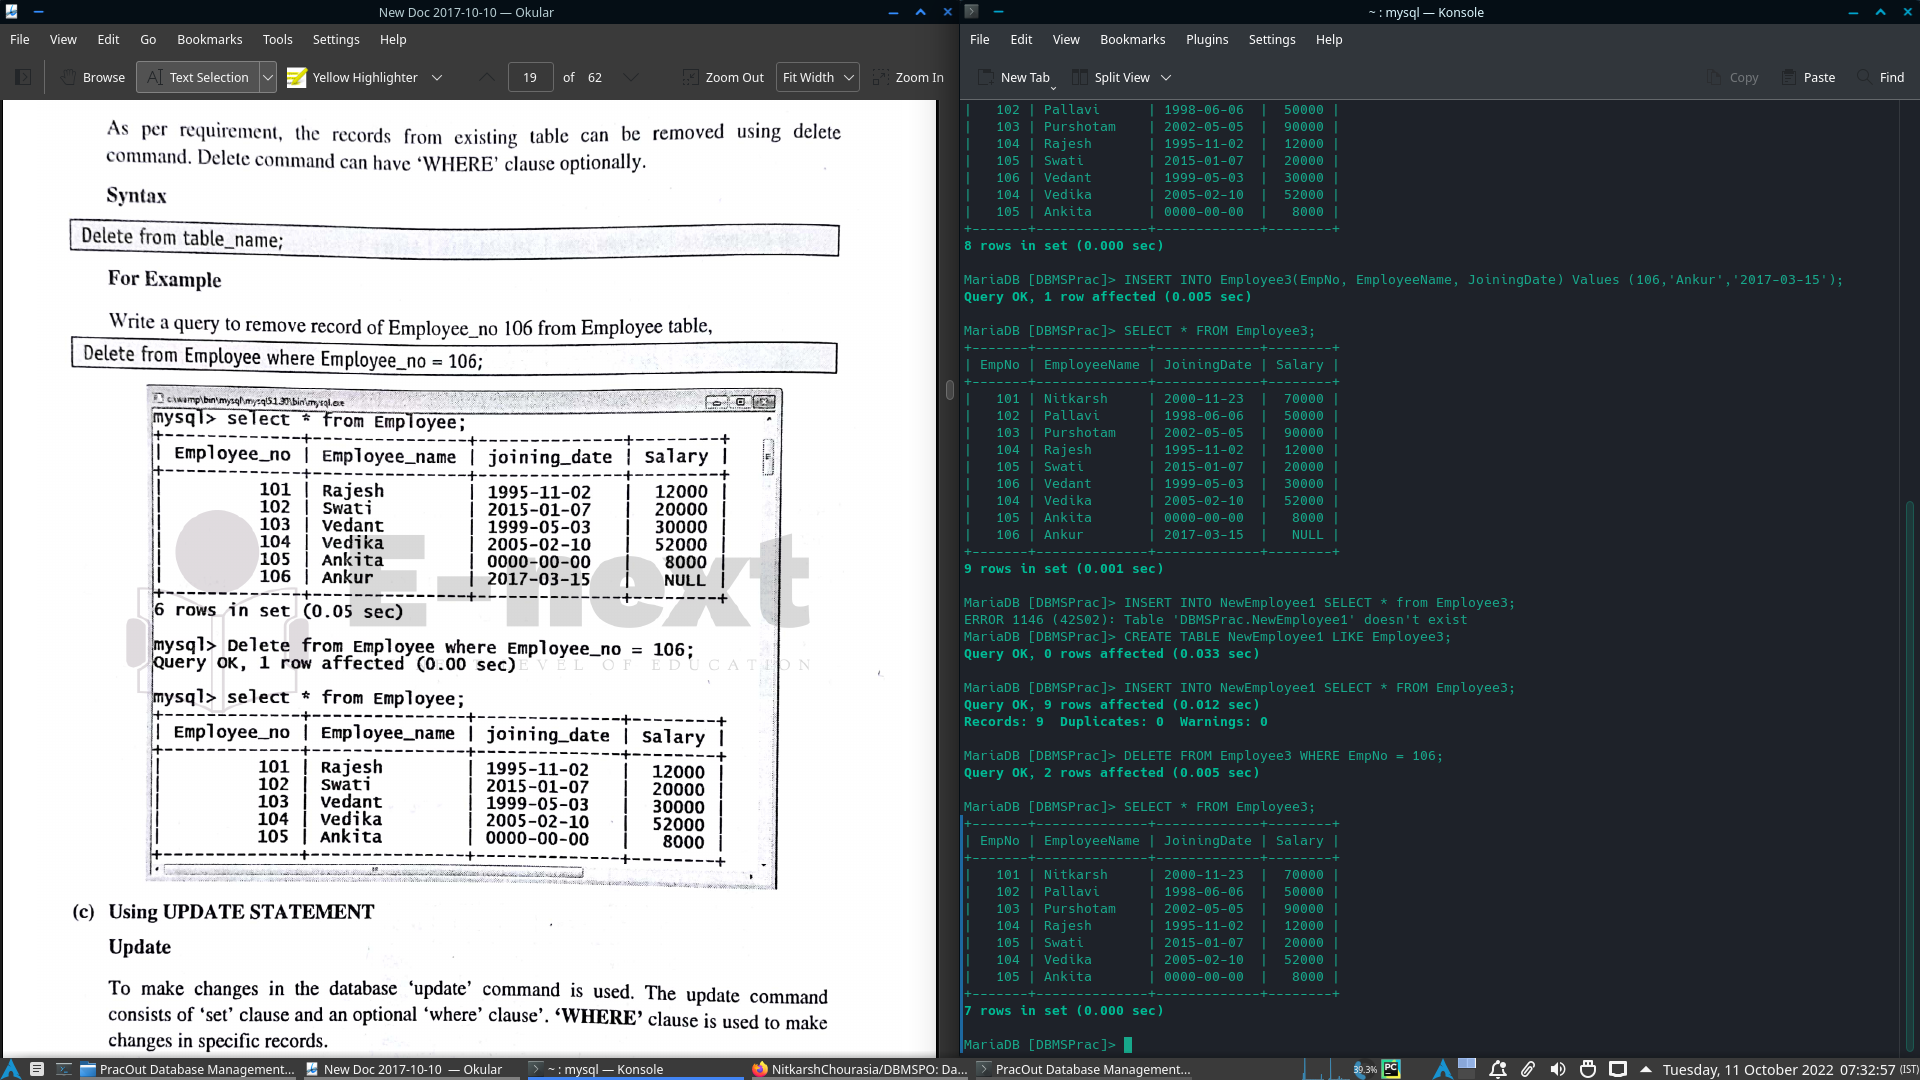 New Doc 2017-10-10 — Okular
File View Edit Go Bookmarks Tools Settings Help
Browse Text Selection Yellow Highlighter 19 of 62 Zoom Out Fit Width Zoom In
As per requirement, the records from existing table can be removed using delete
command. Delete command can have ‘WHERE’ clause optionally.
Syntax
Delete from table_name;
For Example
Write a query to remove record of Employee_no 106 from Employee table,
Delete from Employee where Employee_no = 106;
c:\wamp\bin\mysql\mysql5.1.30\bin\mysql.exe
mysql> select * from Employee;
| Employee_no | Employee_name | joining_date | Salary |
| 101 | Rajesh | 1995-11-02 | 12000 |
| 102 | Swati | 2015-01-07 | 20000 |
| 103 | Vedant | 1999-05-03 | 30000 |
| 104 | Vedika | 2005-02-10 | 52000 |
| 105 | Ankita | 0000-00-00 | 8000 |
| 106 | Ankur | 2017-03-15 | NULL |
E-next
6 rows in set (0.05 sec)
mysql> Delete from Employee where Employee_no = 106;
Query OK, 1 row affected (0.00 sec)
LEVEL OF EDUCATION
mysql> select * from Employee;
| Employee_no | Employee_name | joining_date | Salary |
| 101 | Rajesh | 1995-11-02 | 12000 |
| 102 | Swati | 2015-01-07 | 20000 |
| 103 | Vedant | 1999-05-03 | 30000 |
| 104 | Vedika | 2005-02-10 | 52000 |
| 105 | Ankita | 0000-00-00 | 8000 |
(c) Using UPDATE STATEMENT
Update
To make changes in the database ‘update’ command is used. The update command
consists of ‘set’ clause and an optional ‘where’ clause’. ‘WHERE’ clause is used to make
changes in specific records.
~ : mysql — Konsole
File Edit View Bookmarks Plugins Settings Help
New Tab Split View Copy Paste Find
| 102 | Pallavi | 1998-06-06 | 50000 |
| 103 | Purshotam | 2002-05-05 | 90000 |
| 104 | Rajesh | 1995-11-02 | 12000 |
| 105 | Swati | 2015-01-07 | 20000 |
| 106 | Vedant | 1999-05-03 | 30000 |
| 104 | Vedika | 2005-02-10 | 52000 |
| 105 | Ankita | 0000-00-00 | 8000 |
+-------+--------------+-------------+--------+
8 rows in set (0.000 sec)
MariaDB [DBMSPrac]> INSERT INTO Employee3(EmpNo, EmployeeName, JoiningDate) Values (106,'Ankur','2017-03-15');
Query OK, 1 row affected (0.005 sec)
MariaDB [DBMSPrac]> SELECT * FROM Employee3;
+-------+--------------+-------------+--------+
| EmpNo | EmployeeName | JoiningDate | Salary |
+-------+--------------+-------------+--------+
| 101 | Nitkarsh | 2000-11-23 | 70000 |
| 102 | Pallavi | 1998-06-06 | 50000 |
| 103 | Purshotam | 2002-05-05 | 90000 |
| 104 | Rajesh | 1995-11-02 | 12000 |
| 105 | Swati | 2015-01-07 | 20000 |
| 106 | Vedant | 1999-05-03 | 30000 |
| 104 | Vedika | 2005-02-10 | 52000 |
| 105 | Ankita | 0000-00-00 | 8000 |
| 106 | Ankur | 2017-03-15 | NULL |
+-------+--------------+-------------+--------+
9 rows in set (0.001 sec)
MariaDB [DBMSPrac]> INSERT INTO NewEmployee1 SELECT * from Employee3;
ERROR 1146 (42S02): Table 'DBMSPrac.NewEmployee1' doesn't exist
MariaDB [DBMSPrac]> CREATE TABLE NewEmployee1 LIKE Employee3;
Query OK, 0 rows affected (0.033 sec)
MariaDB [DBMSPrac]> INSERT INTO NewEmployee1 SELECT * FROM Employee3;
Query OK, 9 rows affected (0.012 sec)
Records: 9 Duplicates: 0 Warnings: 0
MariaDB [DBMSPrac]> DELETE FROM Employee3 WHERE EmpNo = 106;
Query OK, 2 rows affected (0.005 sec)
MariaDB [DBMSPrac]> SELECT * FROM Employee3;
+-------+--------------+-------------+--------+
| EmpNo | EmployeeName | JoiningDate | Salary |
+-------+--------------+-------------+--------+
| 101 | Nitkarsh | 2000-11-23 | 70000 |
| 102 | Pallavi | 1998-06-06 | 50000 |
| 103 | Purshotam | 2002-05-05 | 90000 |
| 104 | Rajesh | 1995-11-02 | 12000 |
| 105 | Swati | 2015-01-07 | 20000 |
| 104 | Vedika | 2005-02-10 | 52000 |
| 105 | Ankita | 0000-00-00 | 8000 |
+-------+--------------+-------------+--------+
7 rows in set (0.000 sec)
MariaDB [DBMSPrac]>
PracOut Database Management... New Doc 2017-10-10 — Okular ~ : mysql — Konsole NitkarshChourasia/DBMSPO: Da... PracOut Database Management... 39.3% PC Tuesday, 11 October 2022 07:32:57 (IST)